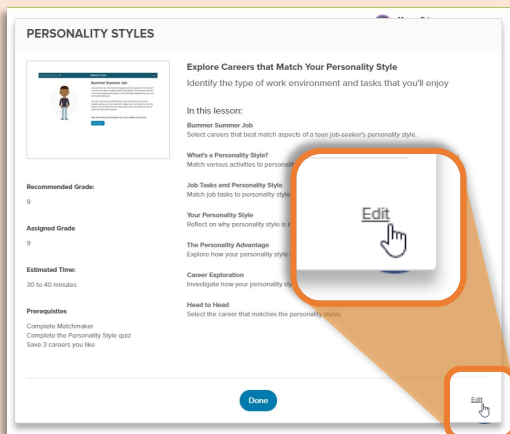 PERSONALITY STYLES
Explore Careers that Match Your Personality Style
Identify the type of work environment and tasks that you'll enjoy
In this lesson:
Bummer Summer Job
Select careers that best match aspects of a teen job-seeker's personality style.
What's a Personality Style?
Match various activities to personality
Job Tasks and Personality Style
Match job tasks to personality styles
Your Personality Style
Reflect on why personality style is
The Personality Advantage
Explore how your personality style
Career Exploration
Investigate how your personality
Head to Head
Select the career that matches the personality styles.
Bummer Summer Job
Recommended Grade:
9
Assigned Grade
9
Estimated Time:
30 to 40 minutes
Prerequisites
Complete Matchmaker
Complete the Personality Style quiz
Save 3 careers you like
Edit
Done
Edit